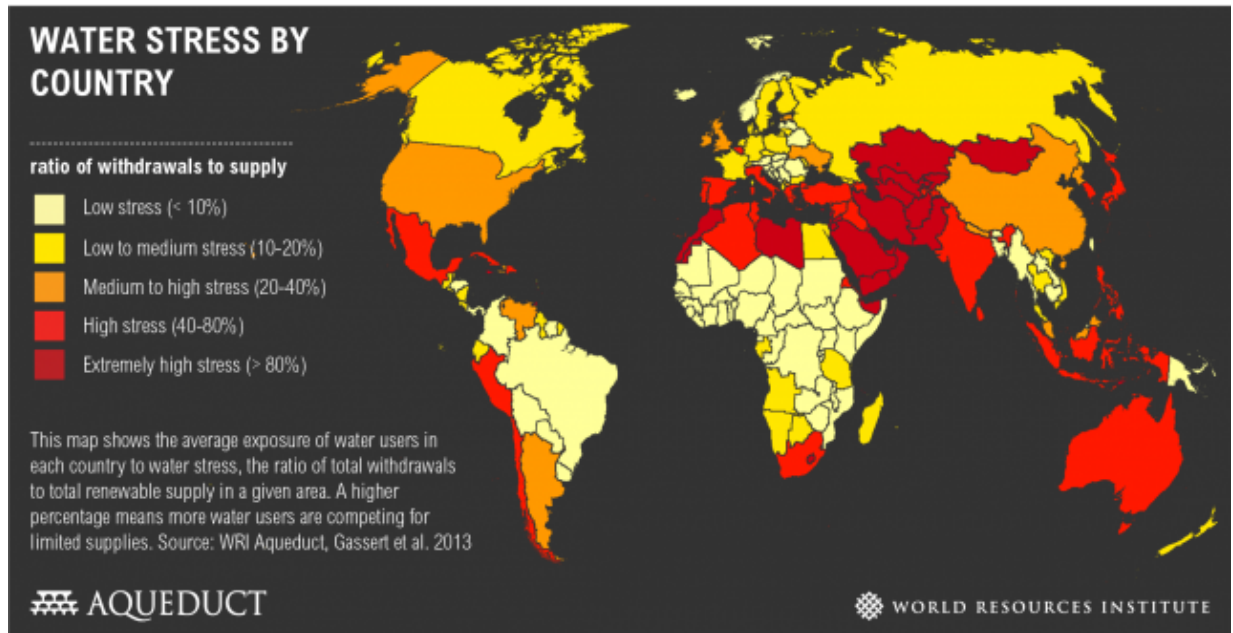 WATER STRESS BY
COUNTRY
ratio of withdrawals to supply
Low stress (< 10%)
Low to medium stress (10-20%)
Medium to high stress (20-40%)
High stress (40-80%)
Extremely high stress (> 80%)
This map shows the average exposure of water users in
each country to water stress, the ratio of total withdrawals
to total renewable supply in a given area. A higher
percentage means more water users are competing for
limited supplies. Source: WRI Aqueduct, Gassert et al. 2013
AQUEDUCT
WORLD RESOURCES INSTITUTE